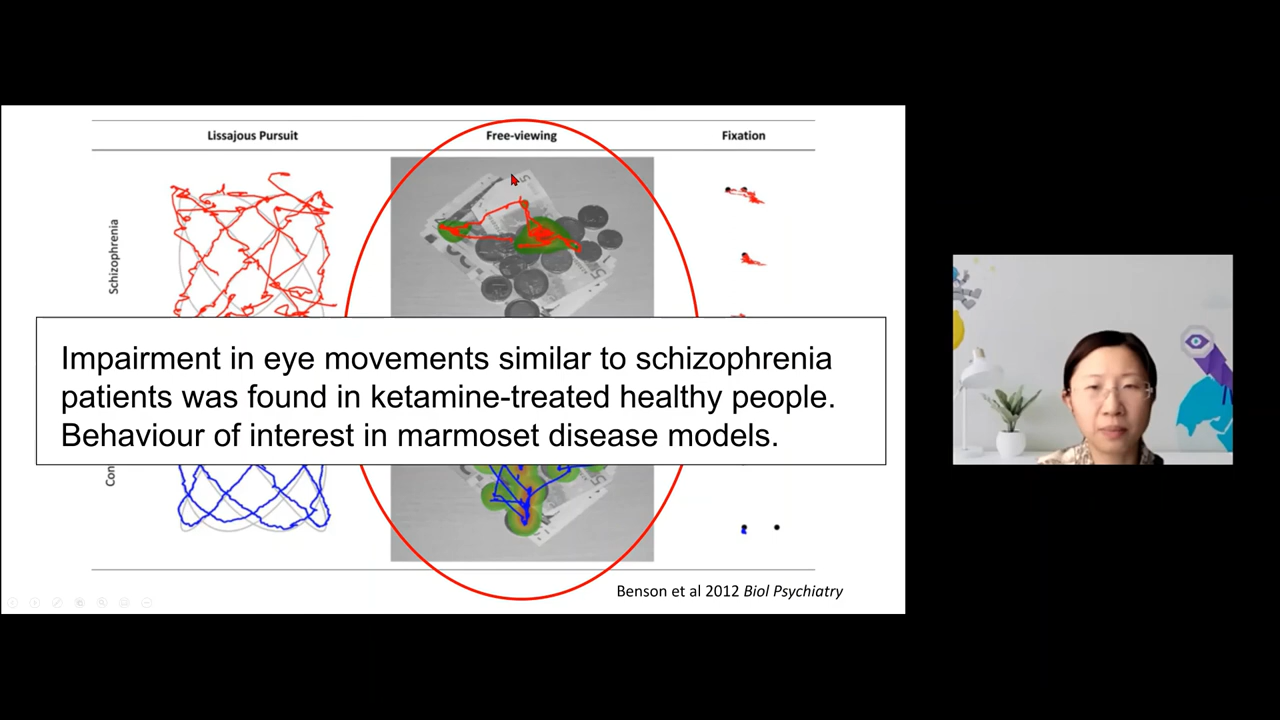 Lissajous Pursuit
Free-viewing
Fixation
Schizophrenia
Impairment in eye movements similar to schizophrenia
patients was found in ketamine-treated healthy people.
Behaviour of interest in marmoset disease models.
Con
Benson et al 2012 Biol Psychiatry